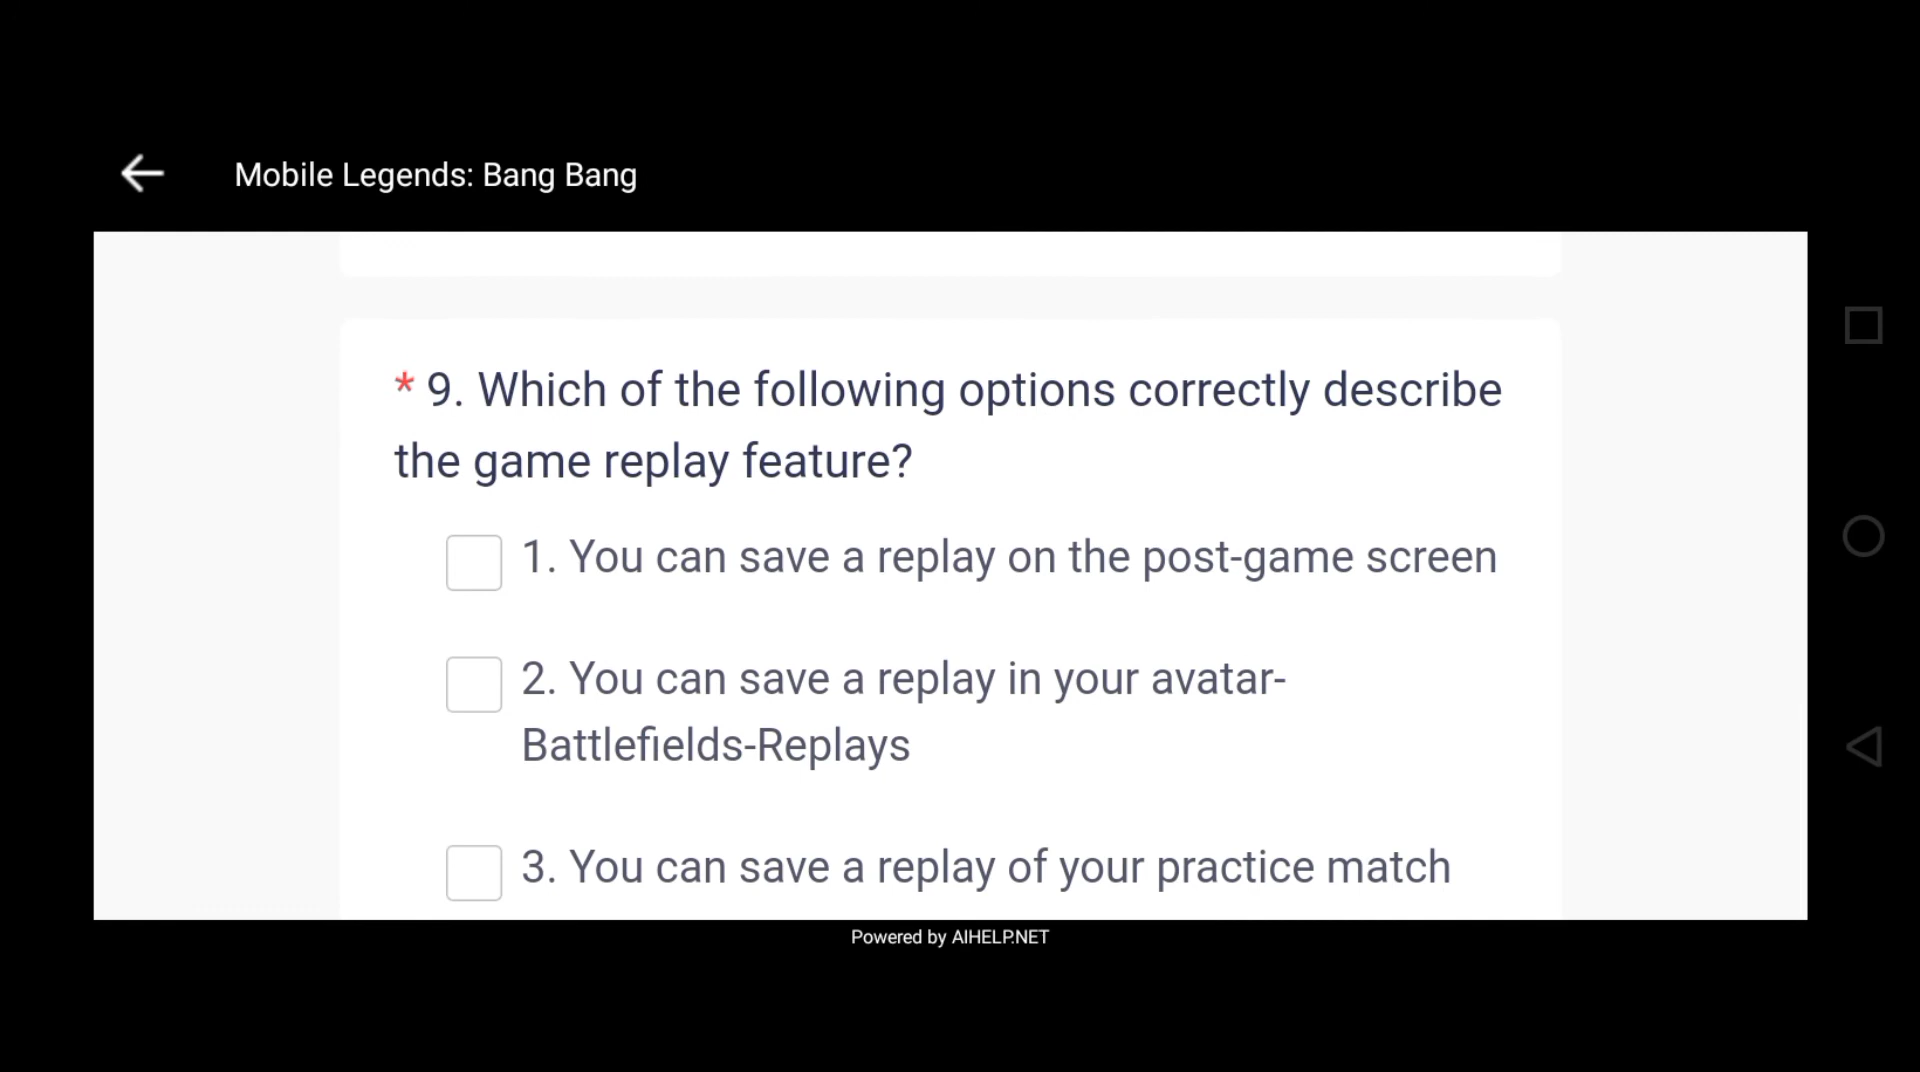 Mobile Legends: Bang Bang
* 9. Which of the following options correctly describe
the game replay feature?
1. You can save a replay on the post-game screen
2. You can save a replay in your avatar-
Battlefields-Replays
3. You can save a replay of your practice match
Powered by AIHELP.NET